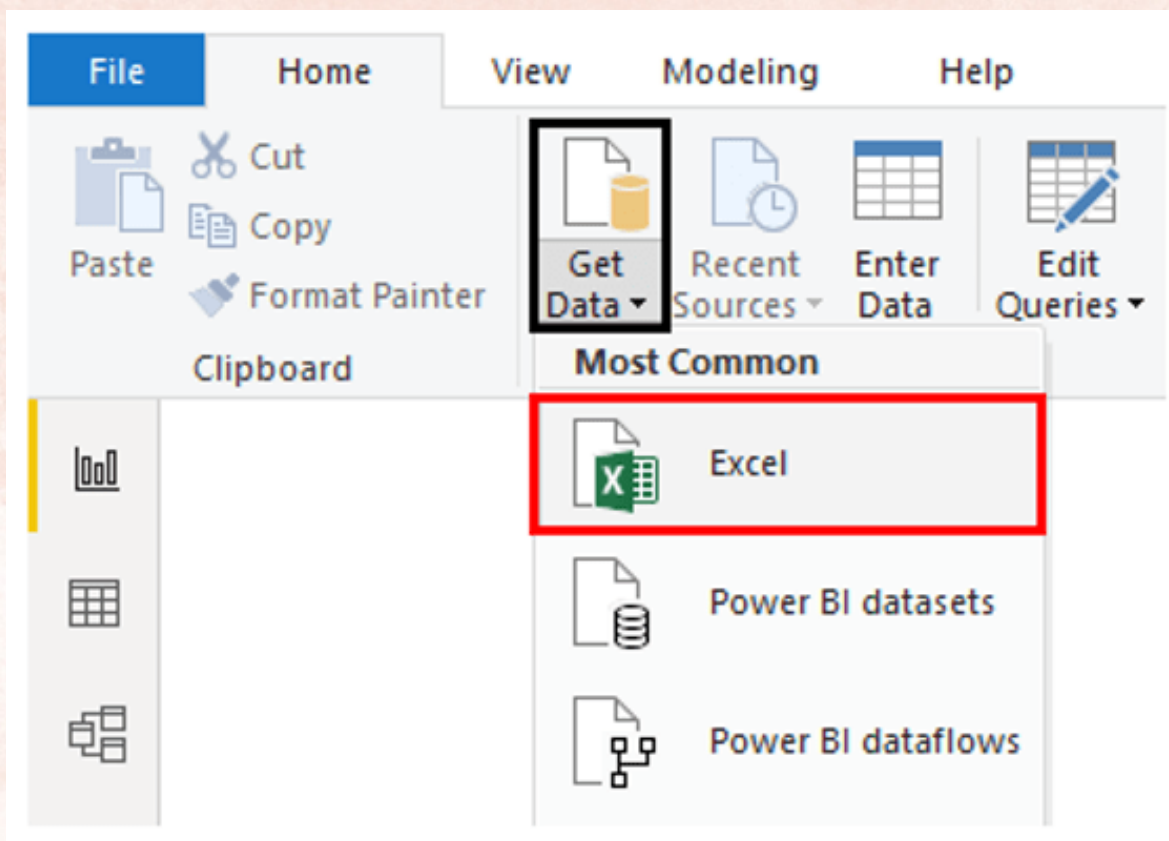 File Home View Modeling Help
Cut
Copy
Paste
Format Painter
Clipboard
Get
Data
Recent
Sources
Enter
Data
Edit
Queries
Most Common
X Excel
Power BI datasets
Power BI dataflows